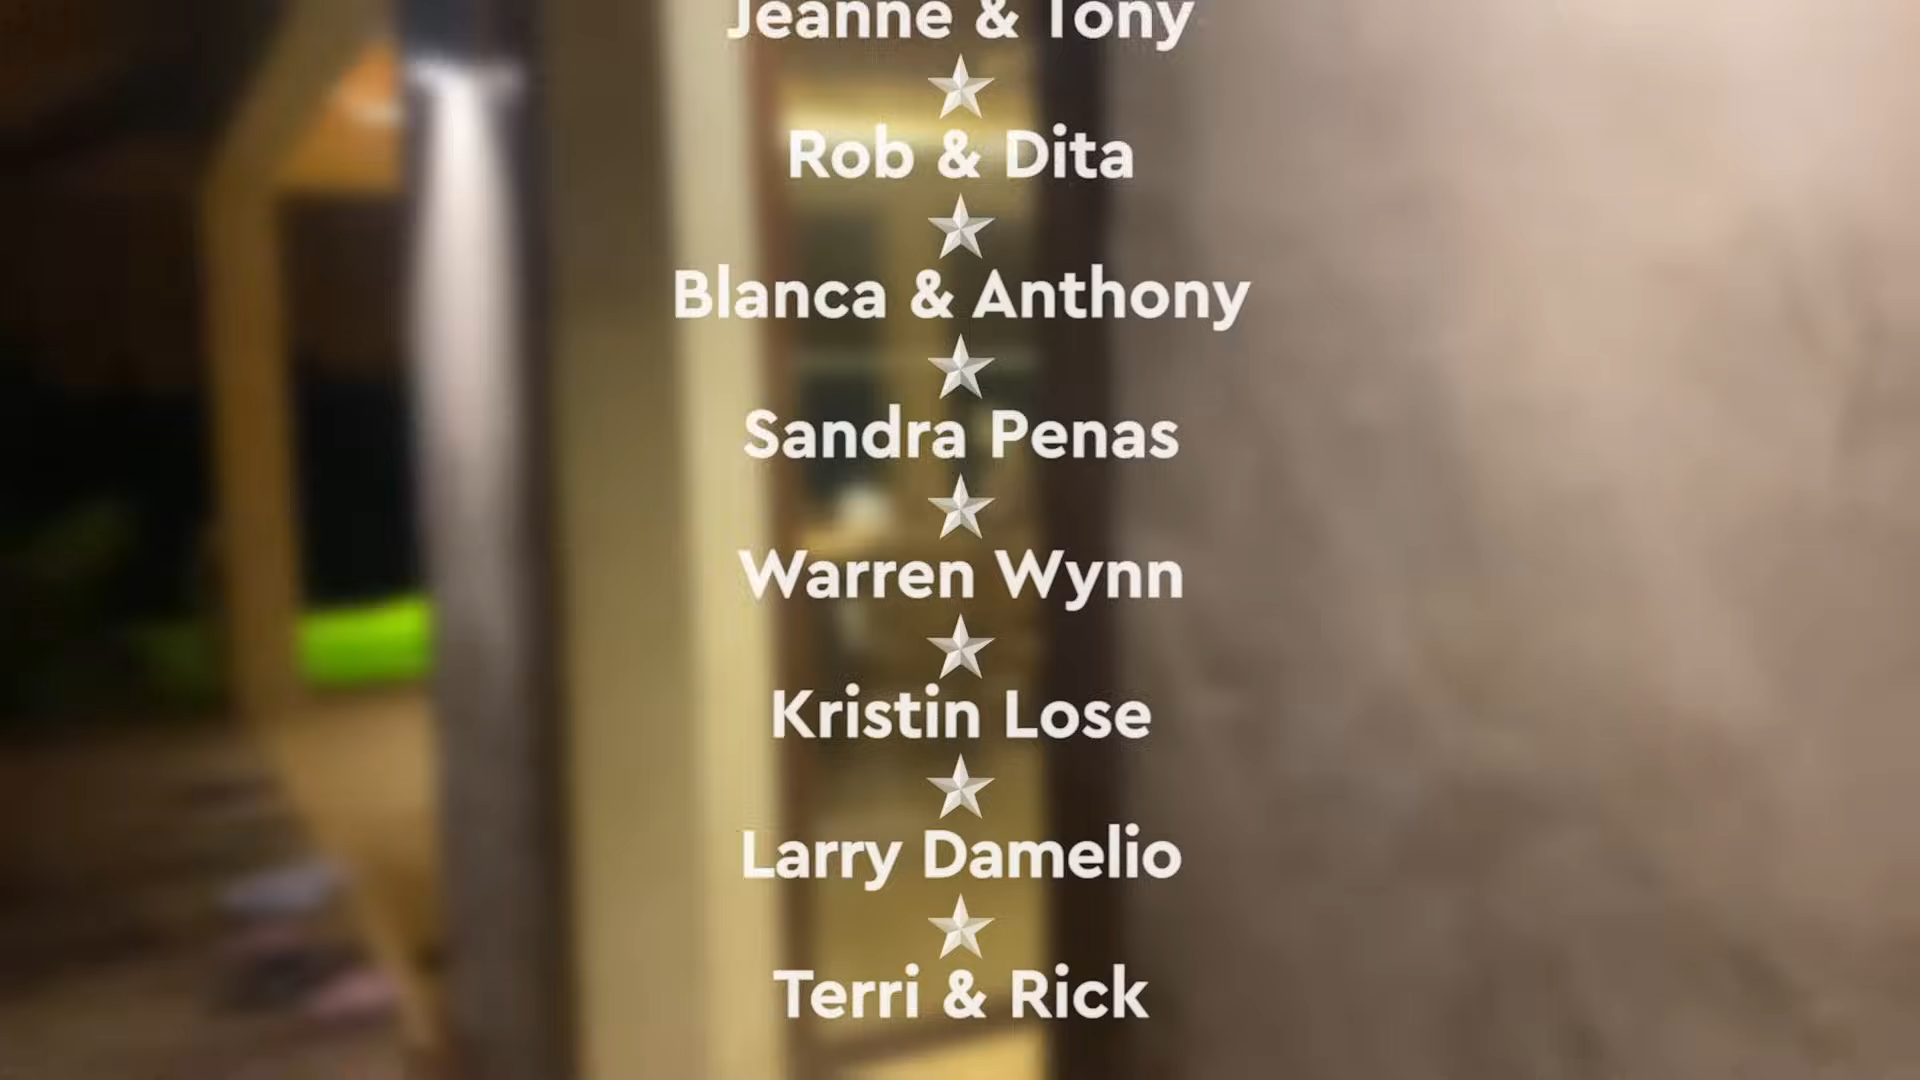 Jeanne & Tony
Rob & Dita
Blanca & Anthony
Sandra Penas
Warren Wynn
Kristin Lose
Larry Damelio
Terri & Rick